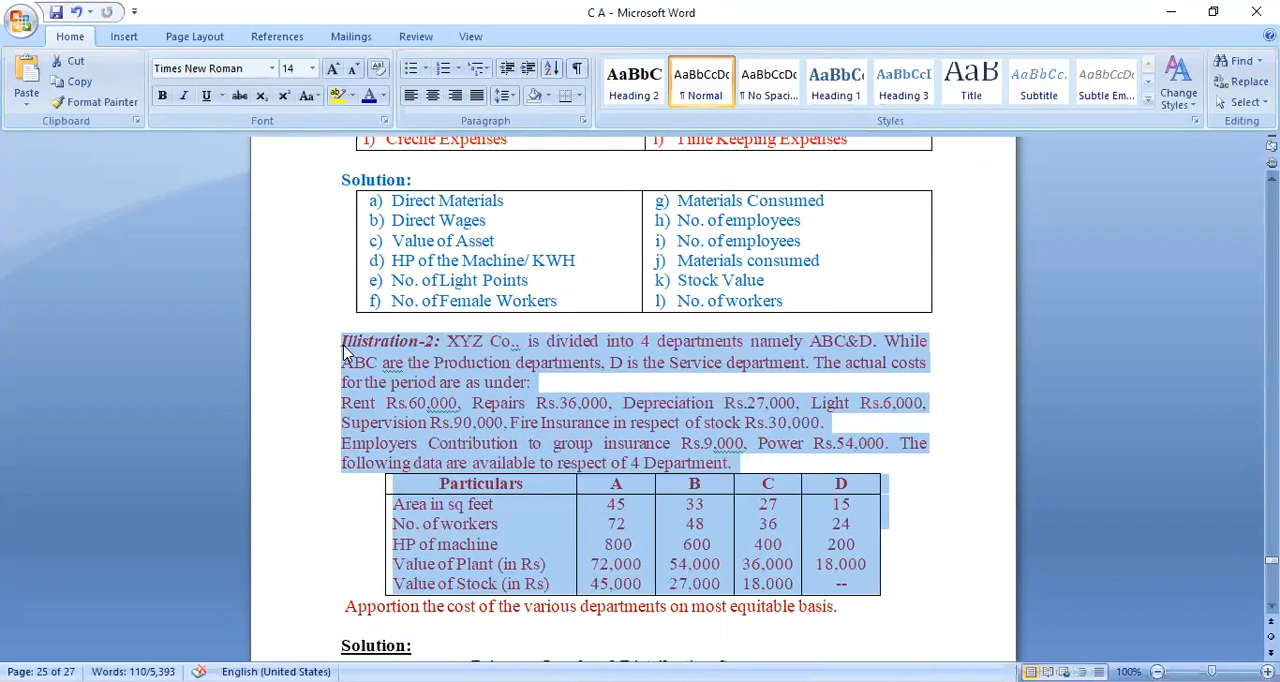 C A - Microsoft Word
Home Insert Page Layout References Mailings Review View
Paste
Cut
Copy
Format Painter
Clipboard
Times New Roman 14
Font
Paragraph
AaBbC AaBbCcDc AaBbCcDc AaBbC AaBbCcI AaB AaBbCc. AaBbCcDc
Heading 2 ¶ Normal ¶ No Spaci... Heading 1 Heading 3 Title Subtitle Subtle Em...
Change Styles
Styles
Find
Replace
Select
Editing
f) Creche Expenses l) Time Keeping Expenses
Solution:
a) Direct Materials g) Materials Consumed
b) Direct Wages h) No. of employees
c) Value of Asset i) No. of employees
d) HP of the Machine/ KWH j) Materials consumed
e) No. of Light Points k) Stock Value
f) No. of Female Workers l) No. of workers
Illistration-2: XYZ Co., is divided into 4 departments namely ABC&D. While
ABC are the Production departments, D is the Service department. The actual costs
for the period are as under:
Rent Rs.60,000, Repairs Rs.36,000, Depreciation Rs.27,000, Light Rs.6,000,
Supervision Rs.90,000, Fire Insurance in respect of stock Rs.30,000.
Employers Contribution to group insurance Rs.9,000, Power Rs.54,000. The
following data are available to respect of 4 Department.
Particulars A B C D
Area in sq feet 45 33 27 15
No. of workers 72 48 36 24
HP of machine 800 600 400 200
Value of Plant (in Rs) 72,000 54,000 36,000 18,000
Value of Stock (in Rs) 45,000 27,000 18,000 --
Apportion the cost of the various departments on most equitable basis.
Solution:
Page: 25 of 27 Words: 110/5,393 English (United States) 100%